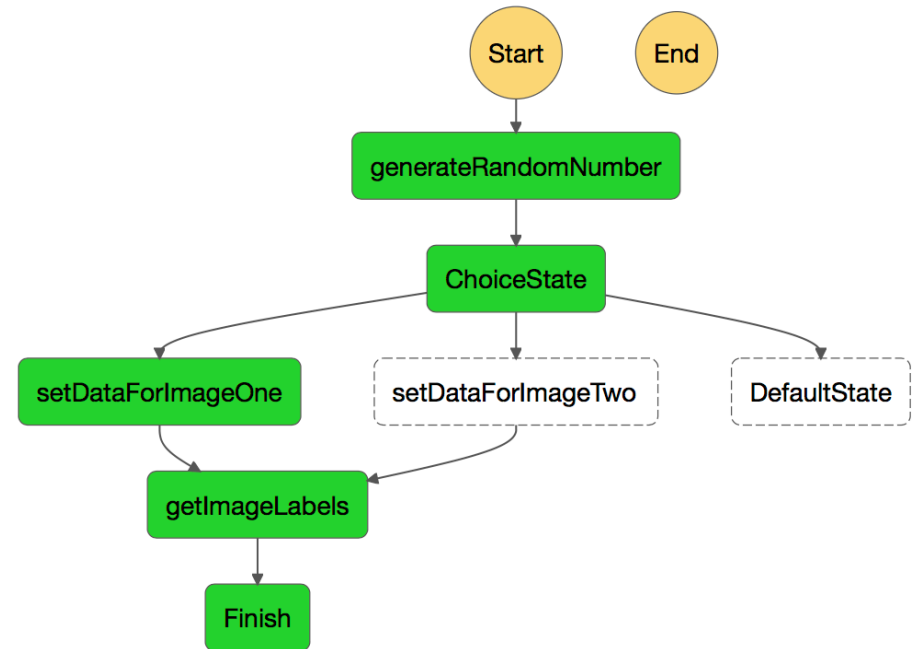 Start
End
generateRandomNumber
ChoiceState
setDataForImageOne
setDataForImageTwo
DefaultState
getImageLabels
Finish